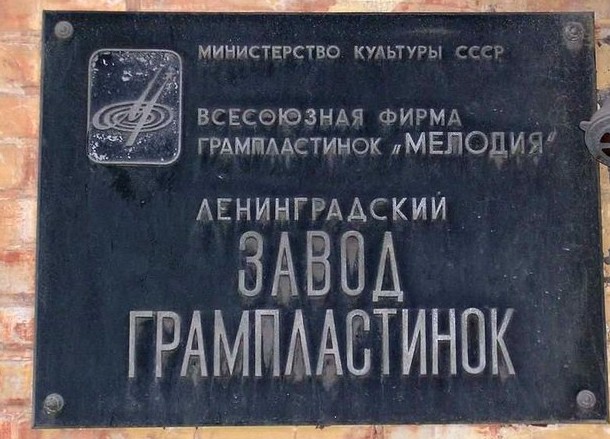 МИНИСТЕРСТВО КУЛЬТУРЫ СССР
ВСЕСОЮЗНАЯ ФИРМА
ГРАМПЛАСТИНОК „МЕЛОДИЯ"
ЛЕНИНГРАДСКИЙ
ЗАВОД
ГРАМПЛАСТИНОК